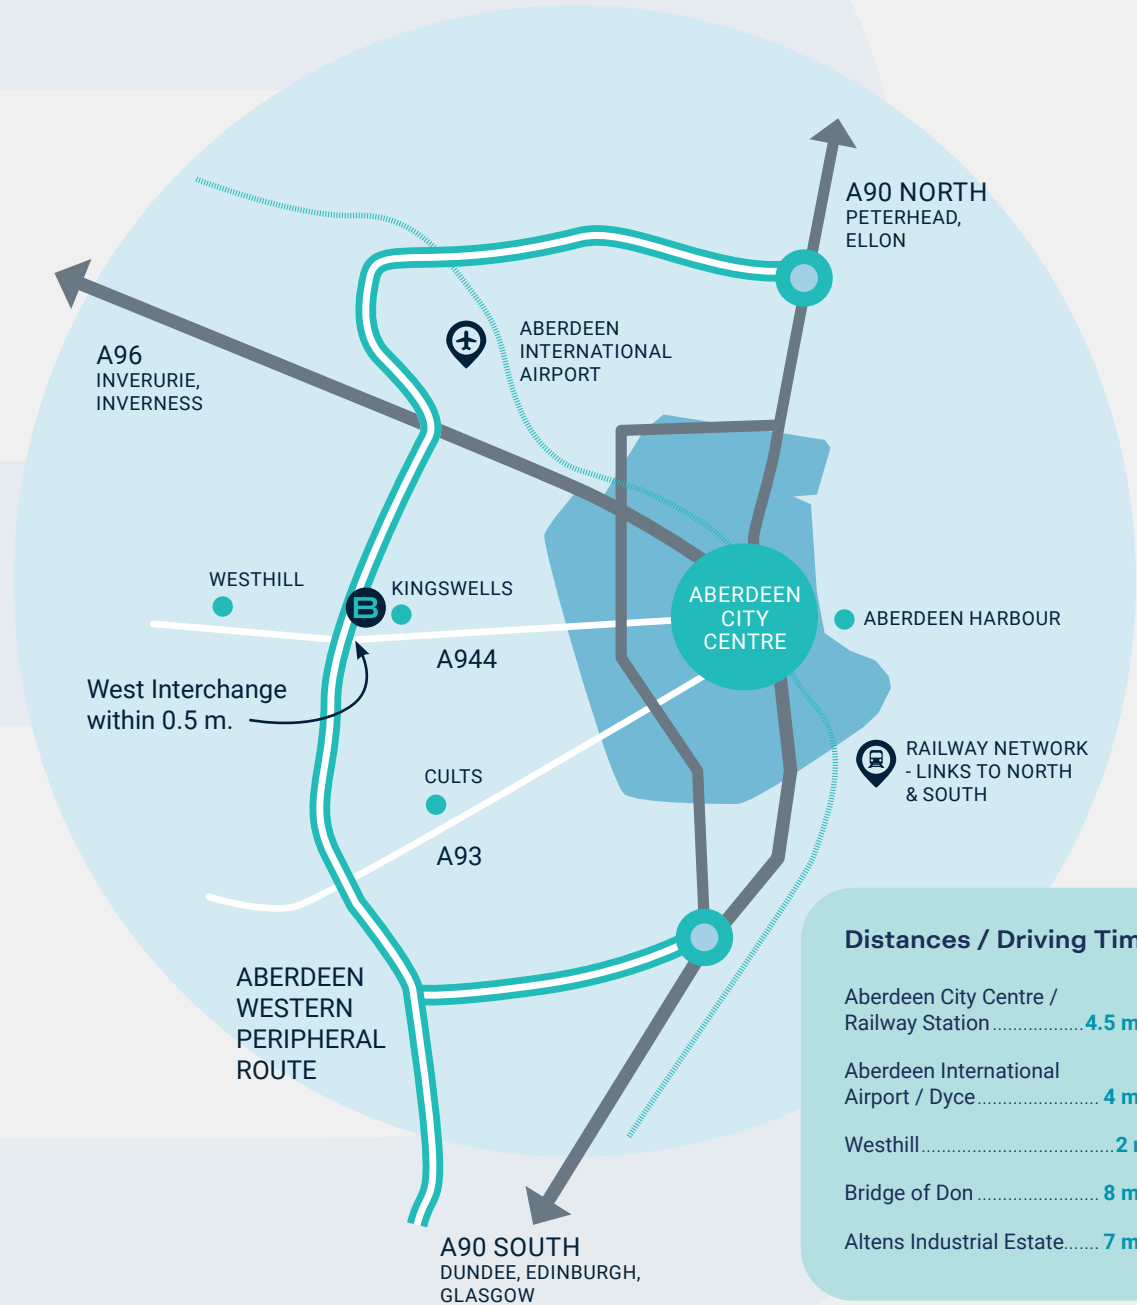 A90 NORTH
PETERHEAD,
ELLON
ABERDEEN
INTERNATIONAL
AIRPORT
A96
INVERURIE,
INVERNESS
WESTHILL
B
KINGSWELLS
ABERDEEN
CITY
CENTRE
ABERDEEN HARBOUR
A944
West Interchange
within 0.5 m.
RAILWAY NETWORK
- LINKS TO NORTH
& SOUTH
CULTS
A93
ABERDEEN
WESTERN
PERIPHERAL
ROUTE
A90 SOUTH
DUNDEE, EDINBURGH,
GLASGOW
Distances / Driving Tim
Aberdeen City Centre /
Railway Station..................4.5 m
Aberdeen International
Airport / Dyce........................ 4 m
Westhill......................................2
Bridge of Don ........................ 8 m
Altens Industrial Estate....... 7 m